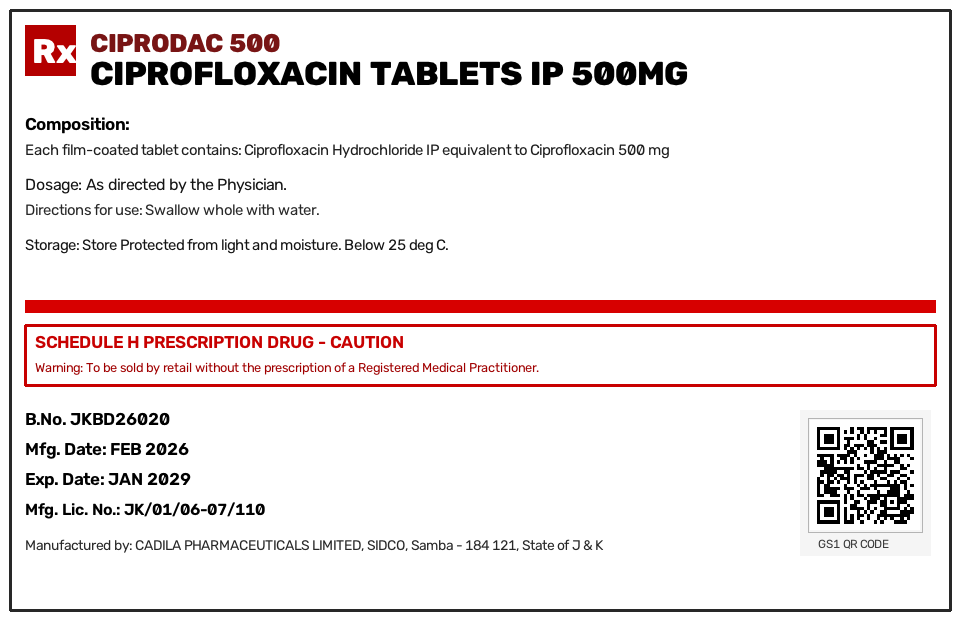 Rx
CIPRODAC 500
CIPROFLOXACIN TABLETS IP 500MG
Composition:
Each film-coated tablet contains: Ciprofloxacin Hydrochloride IP equivalent to Ciprofloxacin 500 mg
Dosage: As directed by the Physician.
Directions for use: Swallow whole with water.
Storage: Store Protected from light and moisture. Below 25 deg C.
SCHEDULE H PRESCRIPTION DRUG - CAUTION
Warning: To be sold by retail without the prescription of a Registered Medical Practitioner.
B.No. JKBD26020
Mfg. Date: FEB 2026
Exp. Date: JAN 2029
Mfg. Lic. No.: JK/01/06-07/110
Manufactured by: CADILA PHARMACEUTICALS LIMITED, SIDCO, Samba - 184 121, State of J & K
GS1 QR CODE